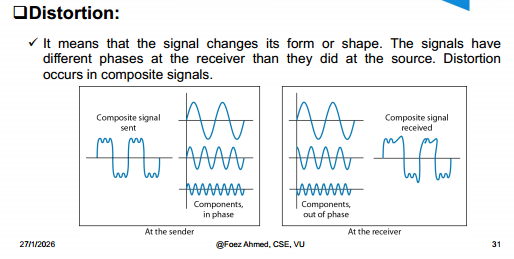 ❑Distortion:
✓ It means that the signal changes its form or shape. The signals have
different phases at the receiver than they did at the source. Distortion
occurs in composite signals.
Composite signal
sent
Components,
in phase
At the sender
Composite signal
received
Components,
out of phase
At the receiver
27/1/2026
@Foez Ahmed, CSE, VU
31